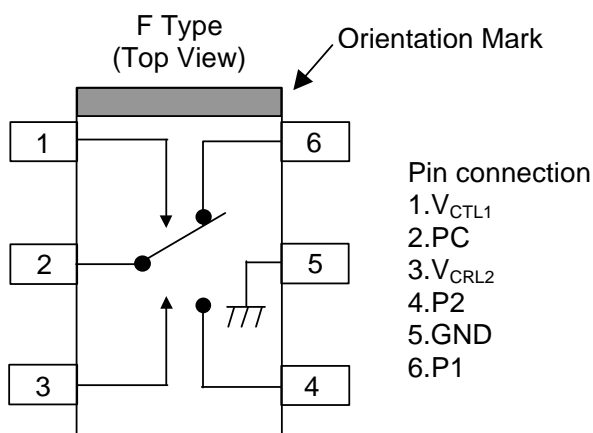 F Type
(Top View)
Orientation Mark
1
6
2
5
3
4
Pin connection
1.VCTL1
2.PC
3.VCRL2
4.P2
5.GND
6.P1